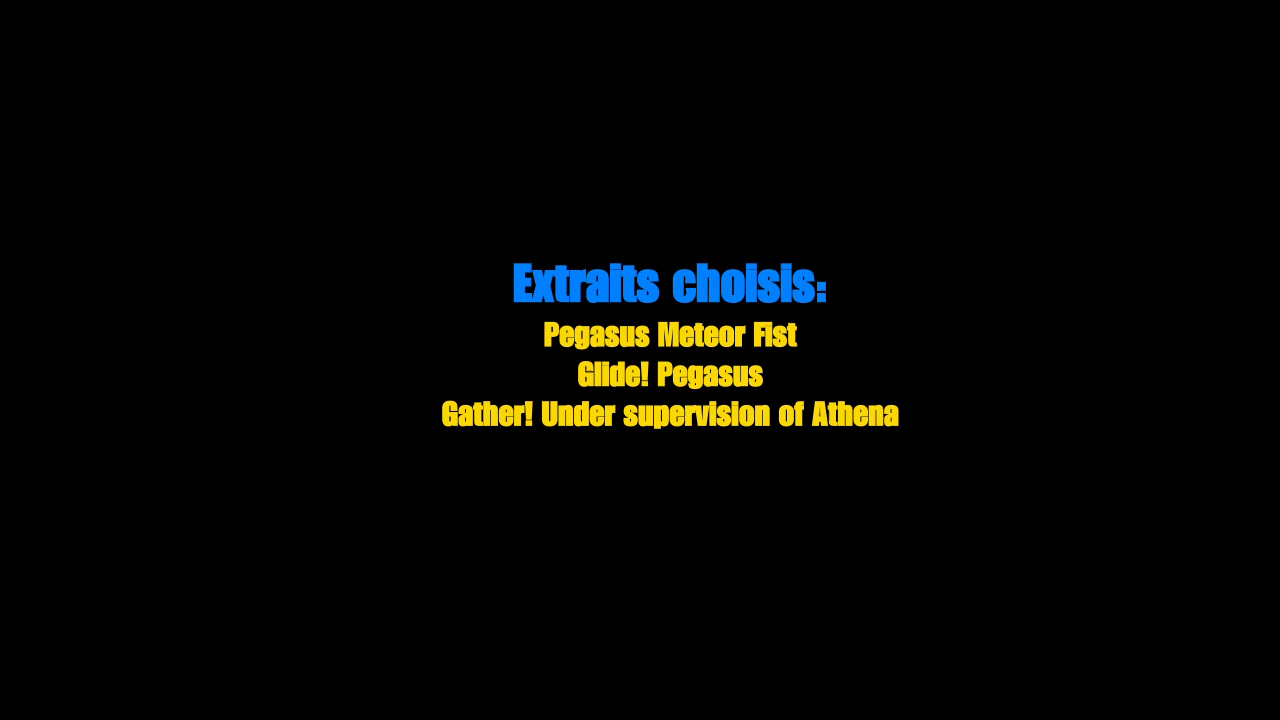 Extraits choisis:
Pegasus Meteor Fist
Glide! Pegasus
Gather! Under supervision of Athena